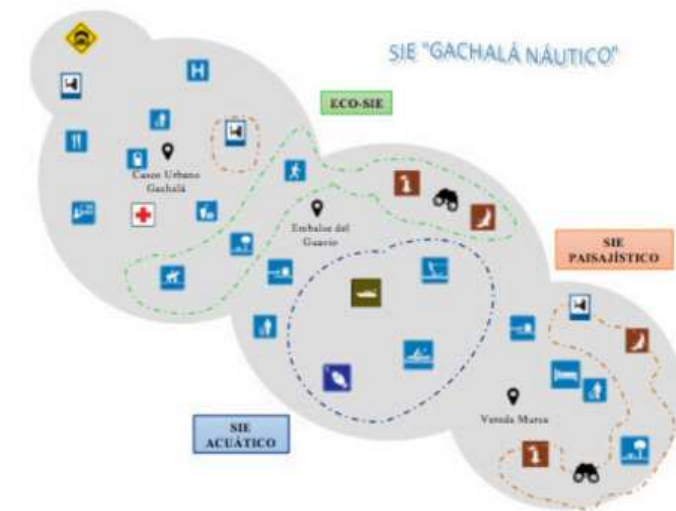 SIE "GACHALÁ NÁUTICO"
ECO-SIE
Casco Urbano
Gachalá
Embalse del
Guavio
SIE
PAISAJÍSTICO
SIE
ACUÁTICO
Vereda Murca